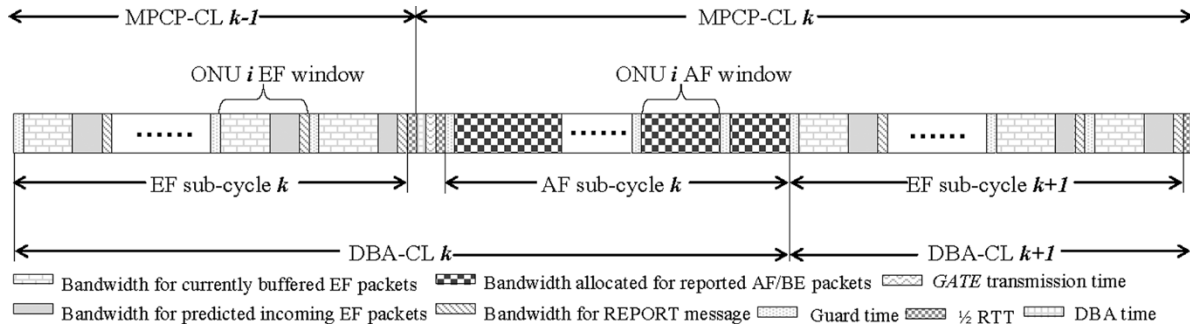 MPCP-CL k-1 MPCP-CL k
ONU i EF window ONU i AF window
...... ...... ......
EF sub-cycle k AF sub-cycle k EF sub-cycle k+1
DBA-CL k DBA-CL k+1
Bandwidth for currently buffered EF packets Bandwidth allocated for reported AF/BE packets GATE transmission time
Bandwidth for predicted incoming EF packets Bandwidth for REPORT message Guard time ½ RTT DBA time